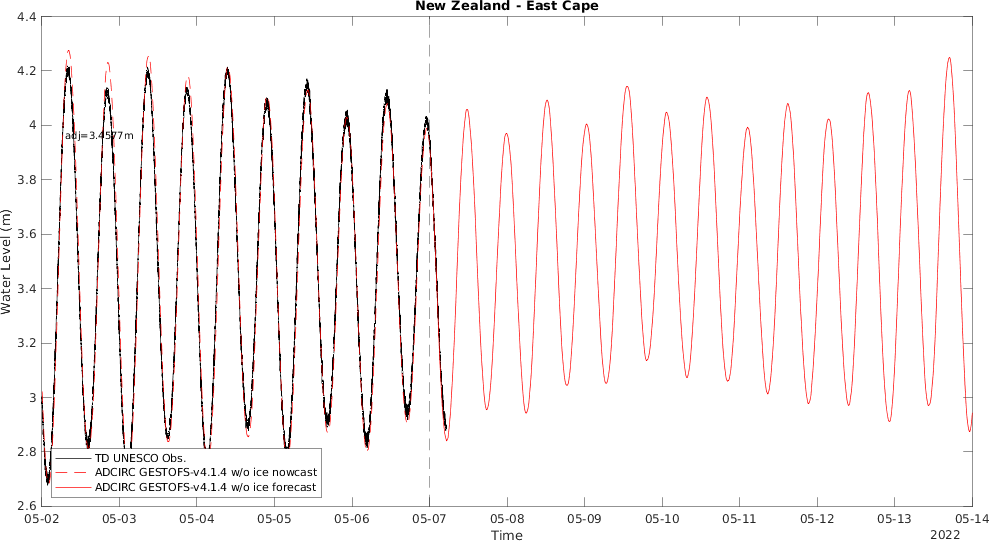 New Zealand - East Cape
4.4
4.2
4
3.8
3.6
3.4
3.2
3
2.8
2.6
Water Level (m)
adj=3.4577m
TD UNESCO Obs.
ADCIRC GESTOFS-v4.1.4 w/o ice nowcast
ADCIRC GESTOFS-v4.1.4 w/o ice forecast
05-02 05-03 05-04 05-05 05-06 05-07 05-08 05-09 05-10 05-11 05-12 05-13 05-14
Time
2022